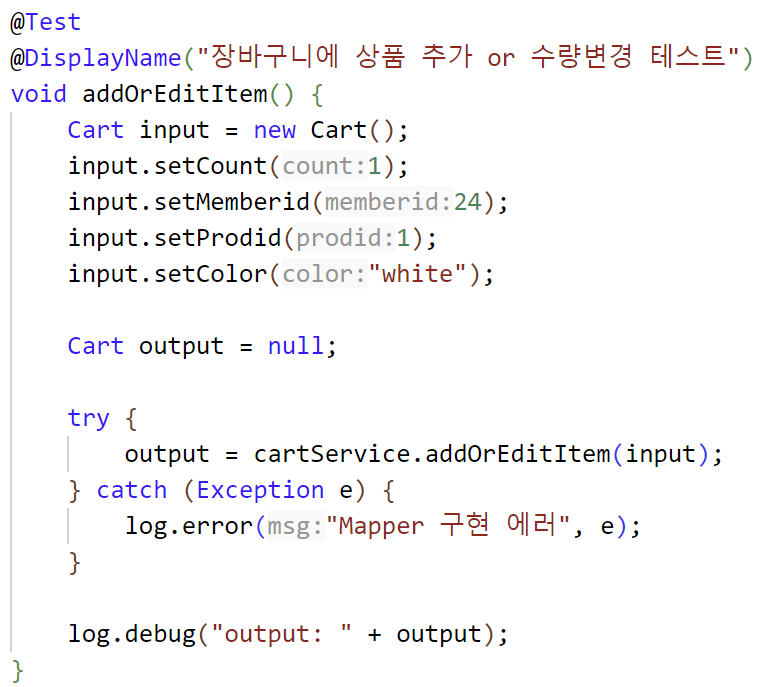 @Test
@DisplayName("장바구니에 상품 추가 or 수량변경 테스트")
void addOrEditItem() {
    Cart input = new Cart();
    input.setCount(count:1);
    input.setMemberid(memberid:24);
    input.setProdid(prodid:1);
    input.setColor(color:"white");

    Cart output = null;

    try {
        output = cartService.addOrEditItem(input);
    } catch (Exception e) {
        log.error(msg:"Mapper 구현 에러", e);
    }

    log.debug("output: " + output);
}